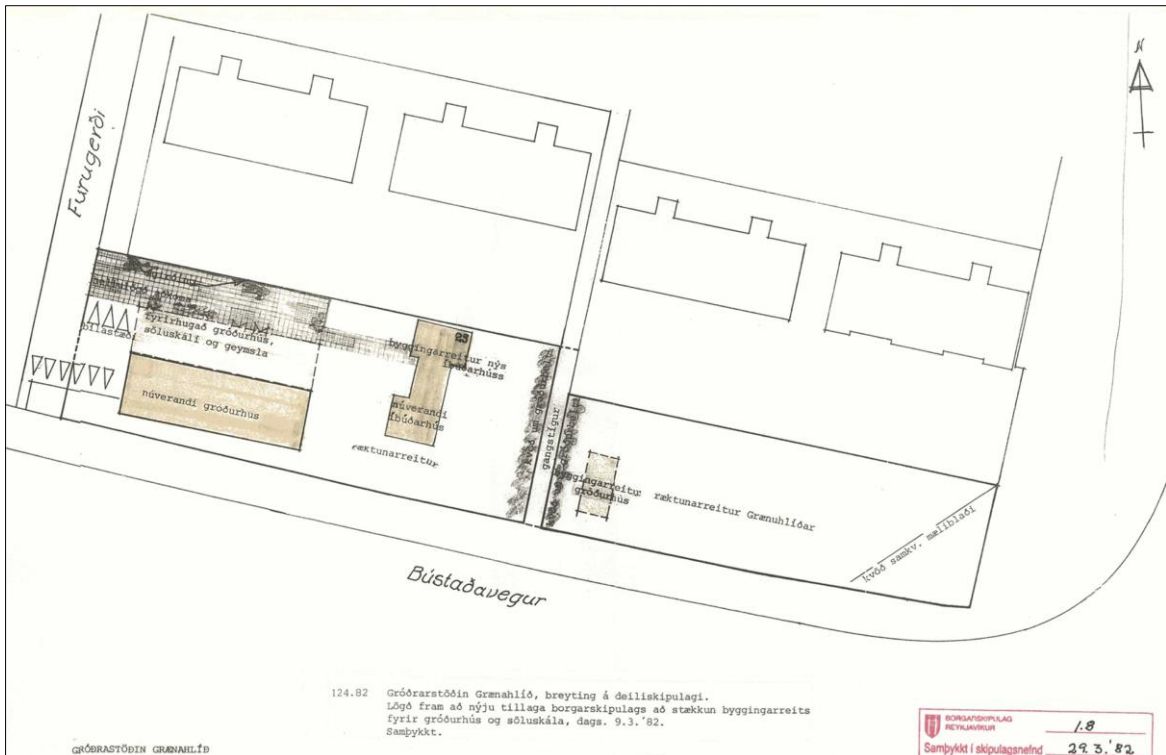 N
Furugerði
girðing
fyrirhugað gróðurhús,
söluskáli og geymsla
bílastæði
23
byggingarreitur nýs
íbúðarhúss
núverandi gróðurhús
núverandi
íbúðarhús
ræktunarreitur
gangstígur
byggingarreitur
gróðurhús
ræktunarreitur Grænuhlíðar
kvöð samkv. mæliblaði
Bústaðavegur
124.82 Gróðrarstöðin Grænahlíð, breyting á deiliskipulagi.
Lögð fram að nýju tillaga borgarskipulags að stækkun byggingarreits
fyrir gróðurhús og söluskála, dags. 9.3.'82.
Samþykkt.
GRÓÐRASTÖÐIN GRÆNAHLÍÐ
BORGARSKIPULAG
REYKJAVÍKUR
1.8
Samþykkt í skipulagsnefnd 29.3.'82